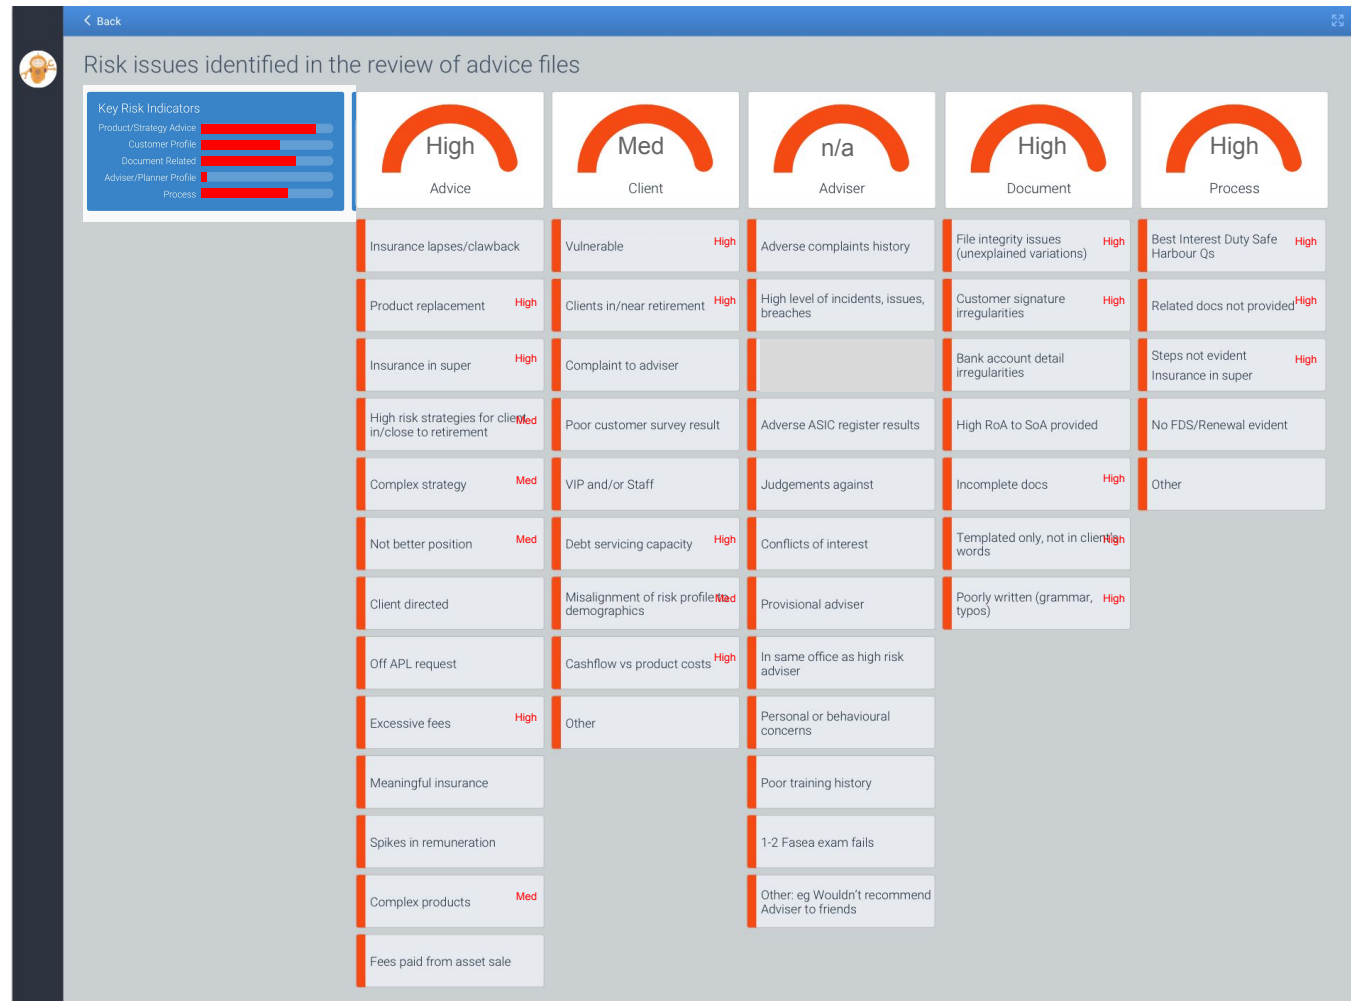 Back
Risk issues identified in the review of advice files
Key Risk Indicators
Product/Strategy Advice
Customer Profile
Document Related
Adviser/Planner Profile
Process
High
Advice
Insurance lapses/clawback
Product replacement High
Insurance in super High
High risk strategies for client Med
in/close to retirement
Complex strategy Med
Not better position Med
Client directed
Off APL request
Excessive fees High
Meaningful insurance
Spikes in remuneration
Complex products Med
Fees paid from asset sale
Med
Client
Vulnerable High
Clients in/near retirement High
Complaint to adviser
Poor customer survey result
VIP and/or Staff
Debt servicing capacity High
Misalignment of risk profile to Med
demographics
Cashflow vs product costs High
Other
n/a
Adviser
Adverse complaints history
High level of incidents, issues,
breaches
Adverse ASIC register results
Judgements against
Conflicts of interest
Provisional adviser
In same office as high risk
adviser
Personal or behavioural
concerns
Poor training history
1-2 Fasea exam fails
Other: eg Wouldn't recommend
Adviser to friends
High
Document
File integrity issues High
(unexplained variations)
Customer signature High
irregularities
Bank account detail
irregularities
High RoA to SoA provided
Incomplete docs High
Templated only, not in client's High
words
Poorly written (grammar, High
typos)
High
Process
Best Interest Duty Safe High
Harbour Qs
Related docs not provided High
Steps not evident High
Insurance in super
No FDS/Renewal evident
Other